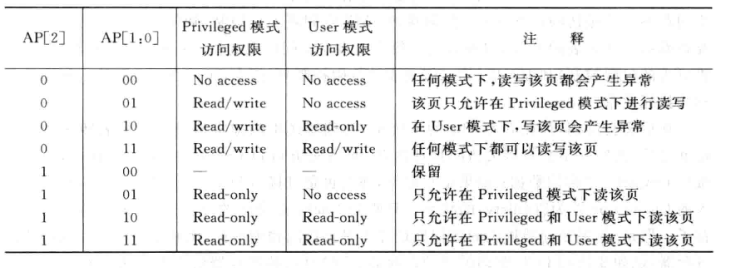 AP[2] AP[1:0] Privileged 模式 访问权限 User 模式 访问权限 注 释
0 00 No access No access 任何模式下,读写该页都会产生异常
0 01 Read/write No access 该页只允许在 Privileged 模式下进行读写
0 10 Read/write Read-only 在 User 模式下,写该页会产生异常
0 11 Read/write Read/write 任何模式下都可以读写该页
1 00 — — 保留
1 01 Read-only No access 只允许在 Privileged 模式下读该页
1 10 Read-only Read-only 只允许在 Privileged 和 User 模式下读该页
1 11 Read-only Read-only 只允许在 Privileged 和 User 模式下读该页